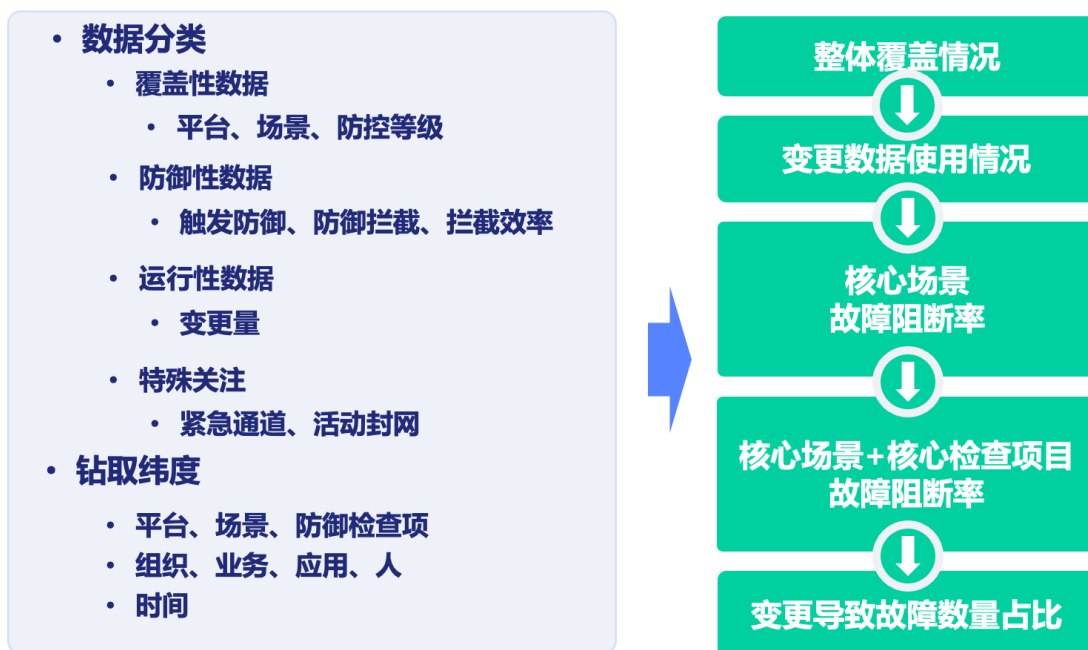 • 数据分类
• 覆盖性数据
• 平台、场景、防控等级
• 防御性数据
• 触发防御、防御拦截、拦截效率
• 运行性数据
• 变更量
• 特殊关注
• 紧急通道、活动封网
• 钻取纬度
• 平台、场景、防御检查项
• 组织、业务、应用、人
• 时间
整体覆盖情况
变更数据使用情况
核心场景
故障阻断率
核心场景+核心检查项目
故障阻断率
变更导致故障数量占比